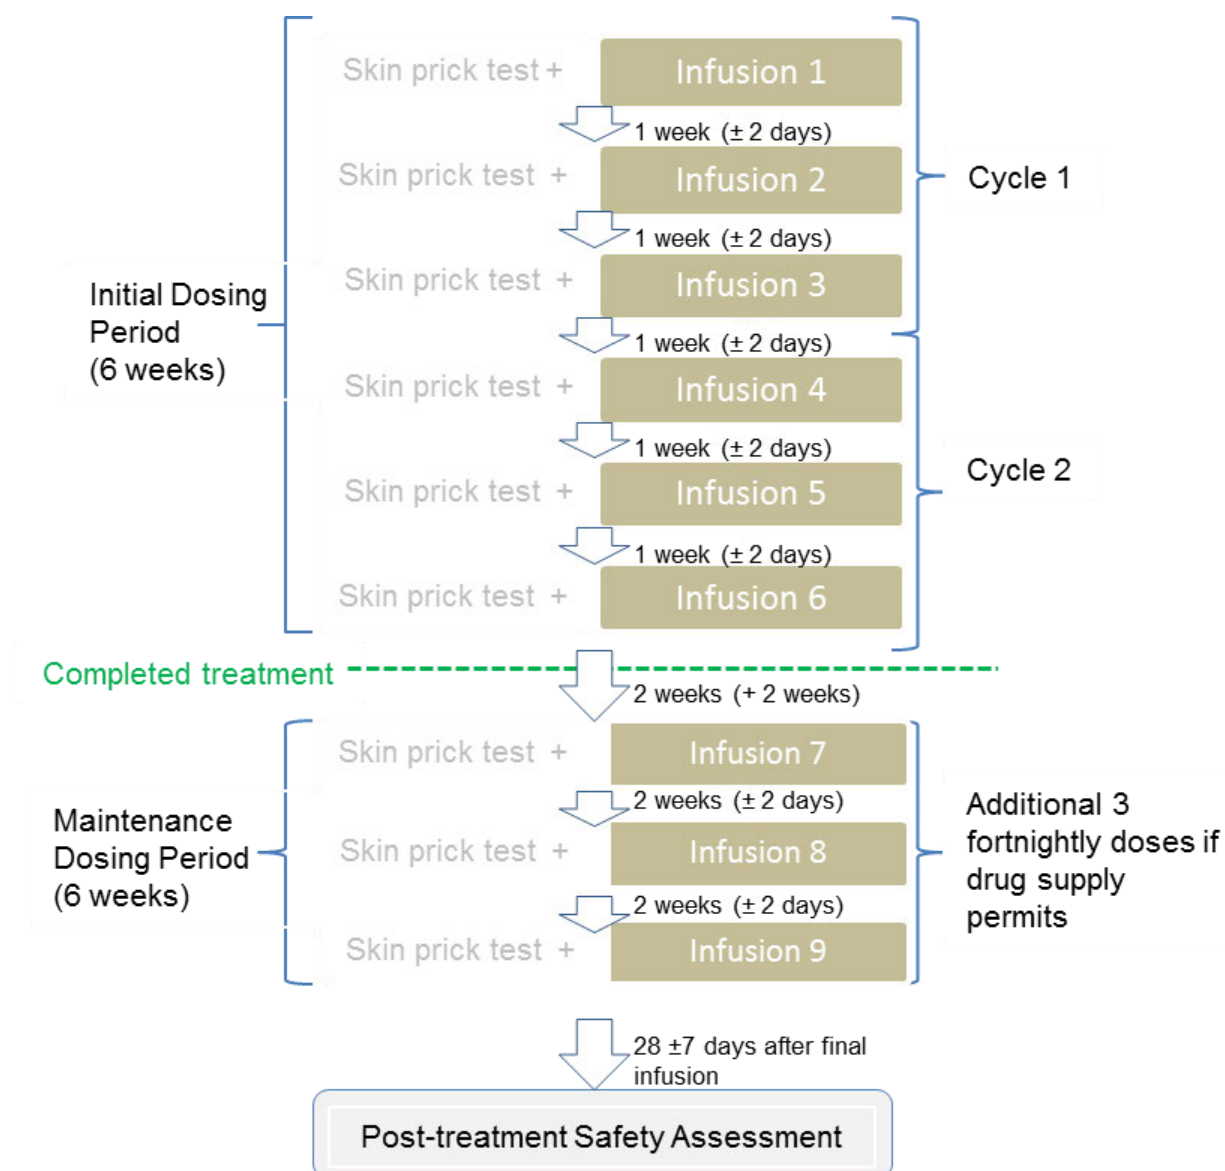 Skin prick test + Infusion 1
1 week (± 2 days)
Skin prick test + Infusion 2
Cycle 1
1 week (± 2 days)
Skin prick test + Infusion 3
Initial Dosing
Period
(6 weeks)
1 week (± 2 days)
Skin prick test + Infusion 4
1 week (± 2 days)
Cycle 2
Skin prick test + Infusion 5
1 week (± 2 days)
Skin prick test + Infusion 6
Completed treatment
2 weeks (+ 2 weeks)
Skin prick test + Infusion 7
2 weeks (± 2 days)
Maintenance
Dosing Period
(6 weeks)
Skin prick test + Infusion 8
Additional 3
fortnightly doses if
drug supply
permits
2 weeks (± 2 days)
Skin prick test + Infusion 9
28 ±7 days after final
infusion
Post-treatment Safety Assessment